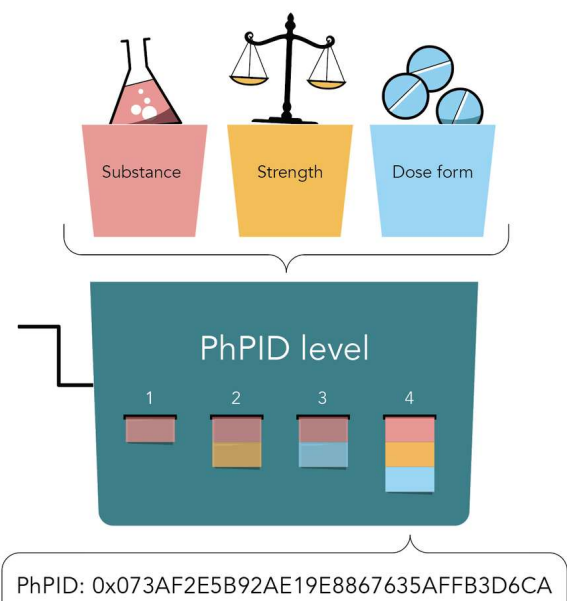 Substance
Strength
Dose form
PhPID level
1
2
3
4
PhPID: 0x073AF2E5B92AE19E8867635AFFB3D6CA